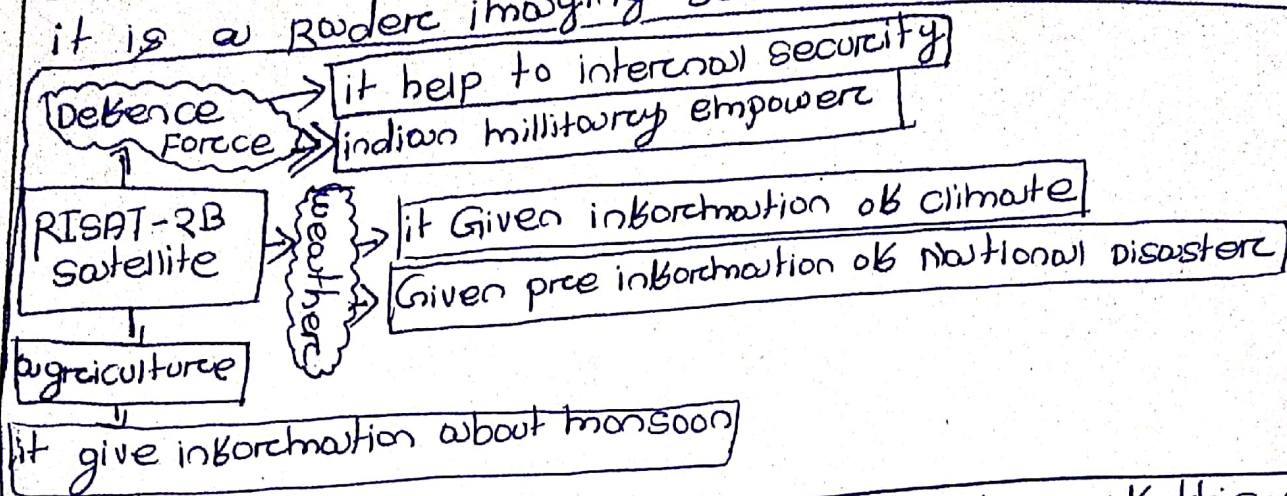 it is a Radar imaging
Defence
Force
it help to internal security
indian millitary empower
RISAT-2B
satellite
Weather
it Given information of climate
Given pre information of National Disaster
agriculture
it give information about monsoon